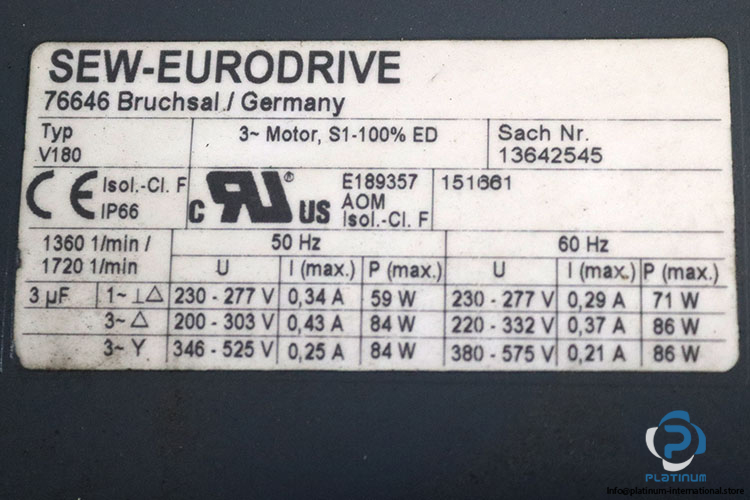 SEW-EURODRIVE
76646 Bruchsal / Germany
Typ
V180
3~ Motor, S1-100% ED
Sach Nr.
13642545
CE Isol.-Cl. F
IP66
C RU ® US
E189357
AOM
Isol.-Cl. F
151661
1360 1/min /
1720 1/min
50 Hz 60 Hz
U I (max.) P (max.) U I (max.) P (max.)
3 µF 1~ ⊥△ 230 - 277 V 0,34 A 59 W 230 - 277 V 0,29 A 71 W
3~ △ 200 - 303 V 0,43 A 84 W 220 - 332 V 0,37 A 86 W
3~ Y 346 - 525 V 0,25 A 84 W 380 - 575 V 0,21 A 86 W
PLATINUM
info@platinum-international.store